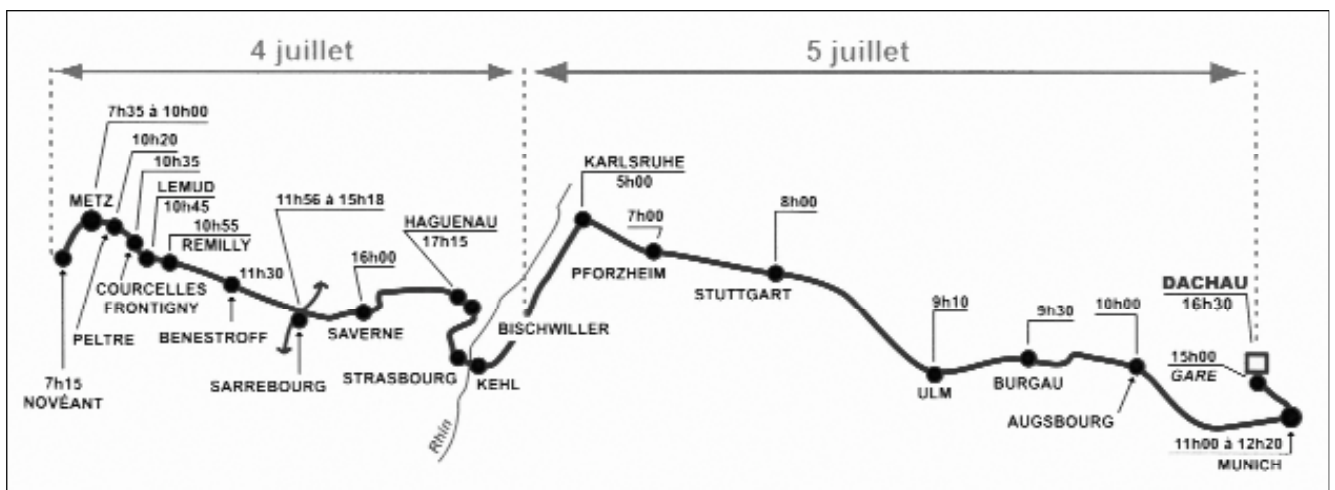 4 juillet
5 juillet
7h35 à 10h00
10h20
10h35
METZ
LEMUD
10h45
10h55
REMILLY
COURCELLES
FRONTIGNY
PELTRE
7h15
NOVÉANT
11h30
BENESTROFF
11h56 à 15h18
SARREBOURG
16h00
SAVERNE
HAGUENAU
17h15
STRASBOURG
KEHL
BISCHWILLER
Rhin
KARLSRUHE
5h00
7h00
PFORZHEIM
8h00
STUTTGART
9h10
ULM
9h30
BURGAU
10h00
AUGSBOURG
DACHAU
16h30
15h00
GARE
11h00 à 12h20
MUNICH